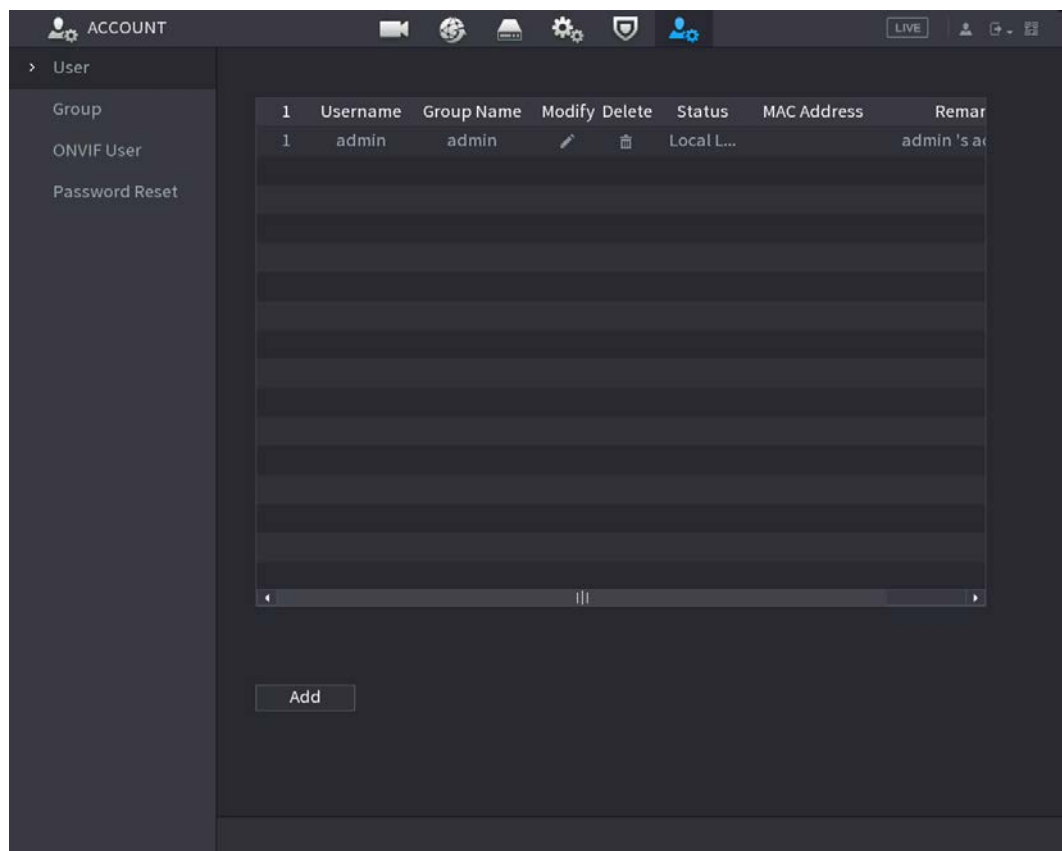 ACCOUNT LIVE
User
Group
ONVIF User
Password Reset
1 Username Group Name Modify Delete Status MAC Address Remar
1 admin admin Local L... admin 's
Add